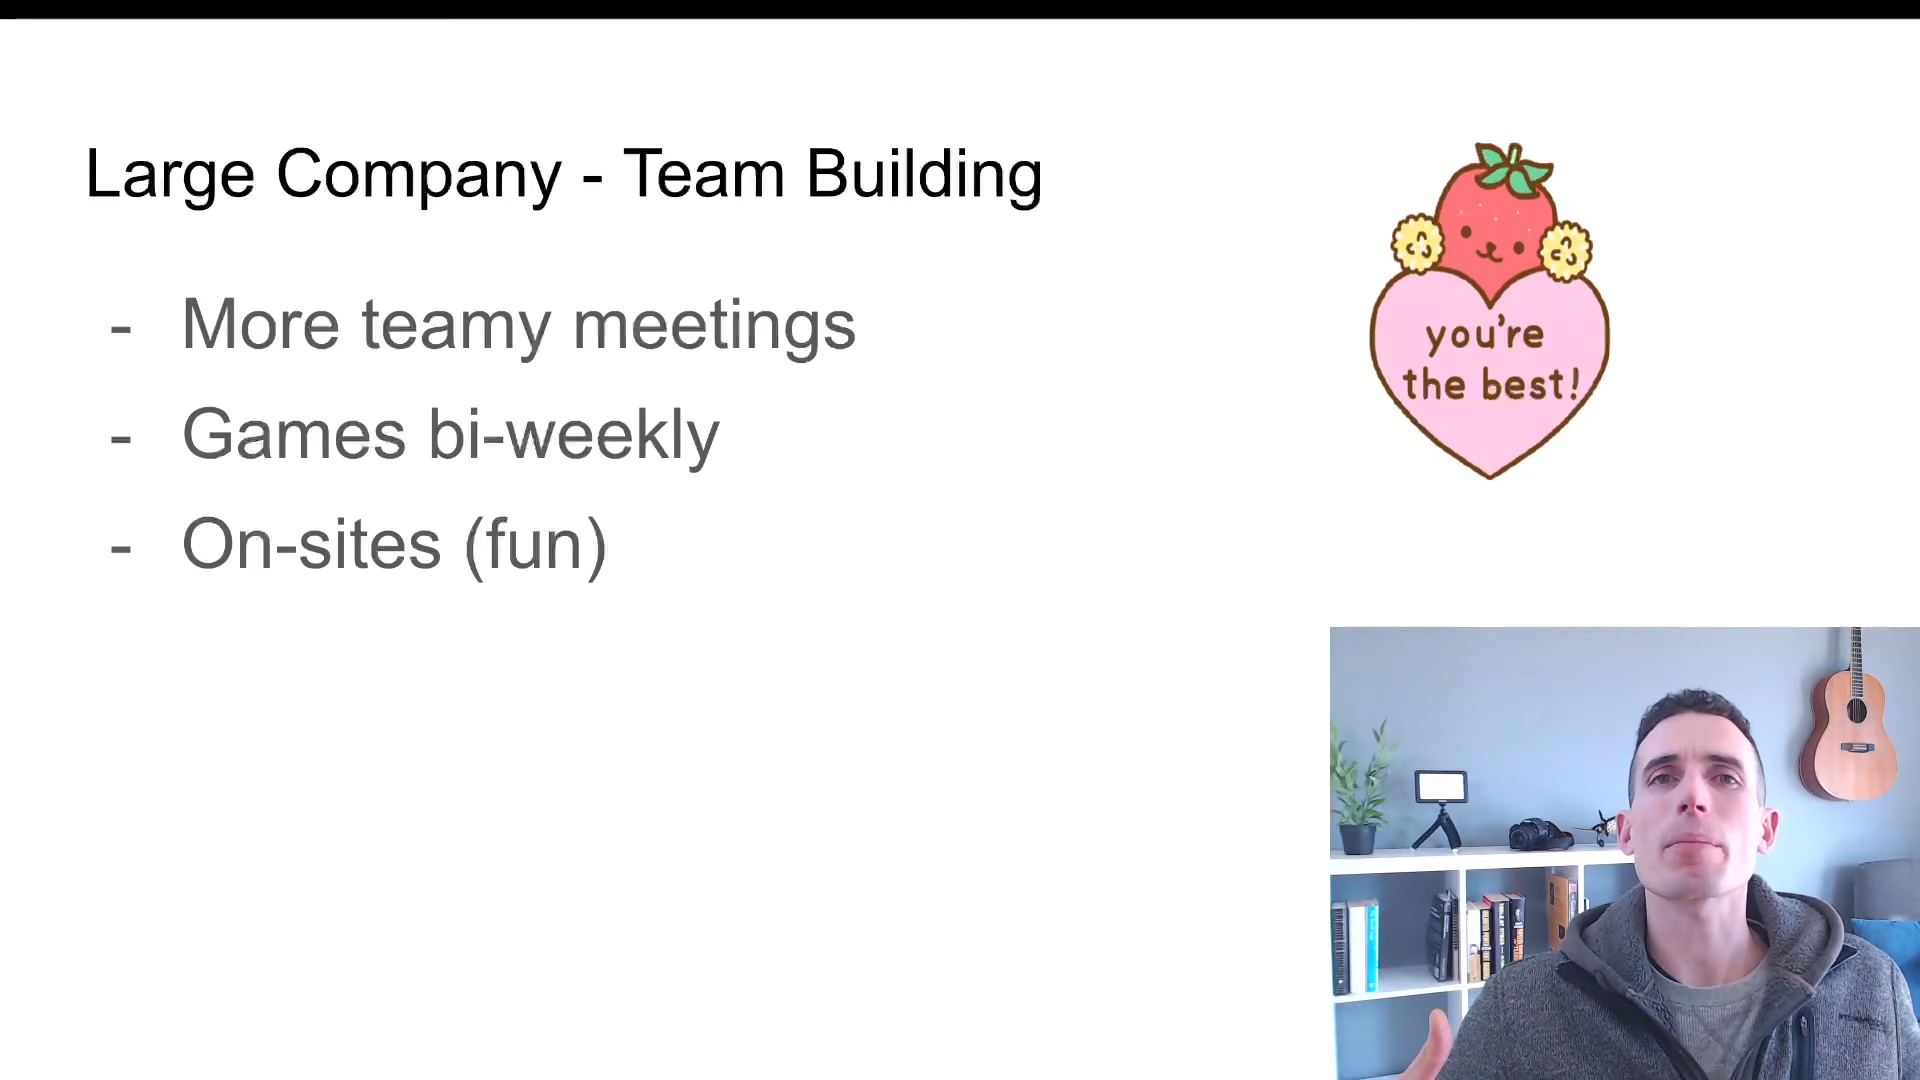 Large Company - Team Building
- More teamy meetings
- Games bi-weekly
- On-sites (fun)
you're
the best!